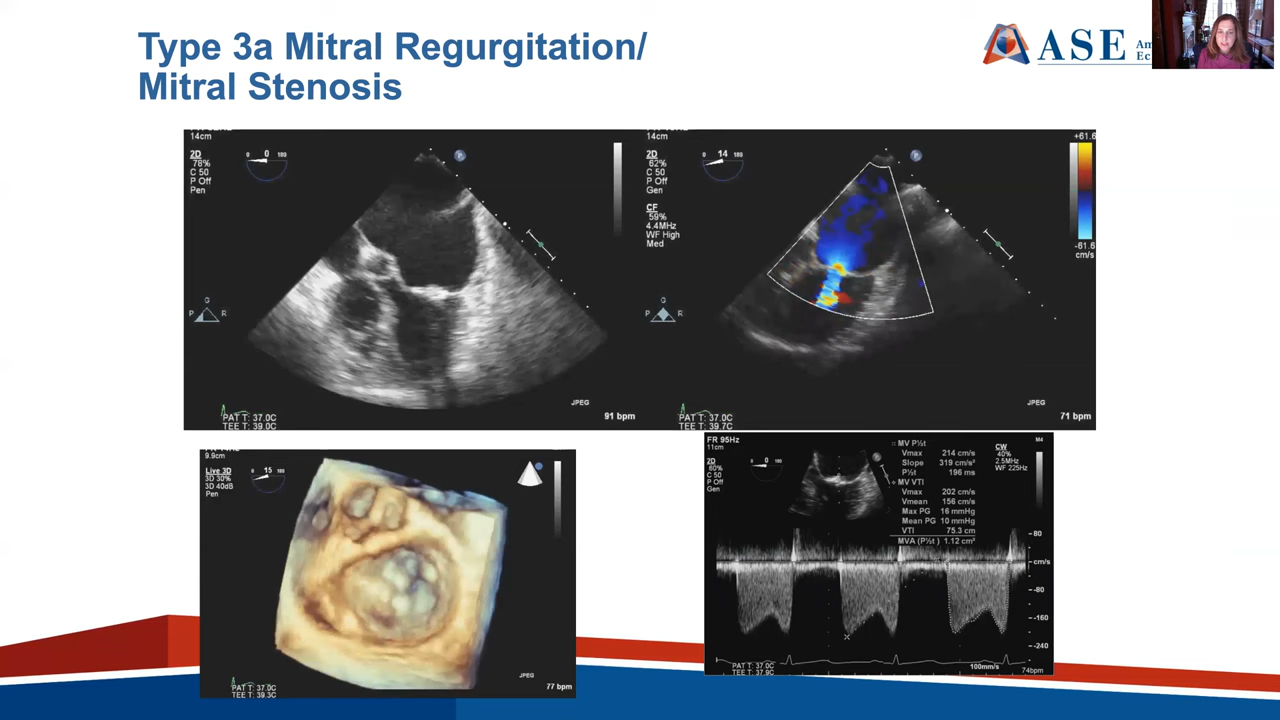 Type 3a Mitral Regurgitation/
Mitral Stenosis
ASE
14cm
2D
78%
C 50
P Off
Pen
0
180
P
G
P
R
JPEG
PAT T: 37.0C
TEE T: 39.0C
91 bpm
14cm
2D
62%
C 50
P Off
Gen
CF
59%
4.4MHz
WF High
Med
14
180
P
+61.6
-61.6
cm/s
G
P
R
JPEG
PAT T: 37.0C
TEE T: 39.7C
71 bpm
9.9cm
Live 3D
3D 30%
3D 40dB
Pen
15
180
JPEG
PAT T: 37.0C
TEE T: 39.3C
77 bpm
FR 95Hz
11cm
2D
60%
C 50
P Off
Gen
0
180
MV P½t
Vmax 214 cm/s
Slope 319 cm/s²
P½t 196 ms
MV VTI
Vmax 202 cm/s
Vmean 156 cm/s
Max PG 16 mmHg
Mean PG 10 mmHg
VTI 75.3 cm
MVA (P½t) 1.12 cm²
CW
40%
2.5MHz
WF 225Hz
M4
80
cm/s
-80
-160
-240
100mm/s
PAT T: 37.0C
TEE T: 37.9C
74bpm